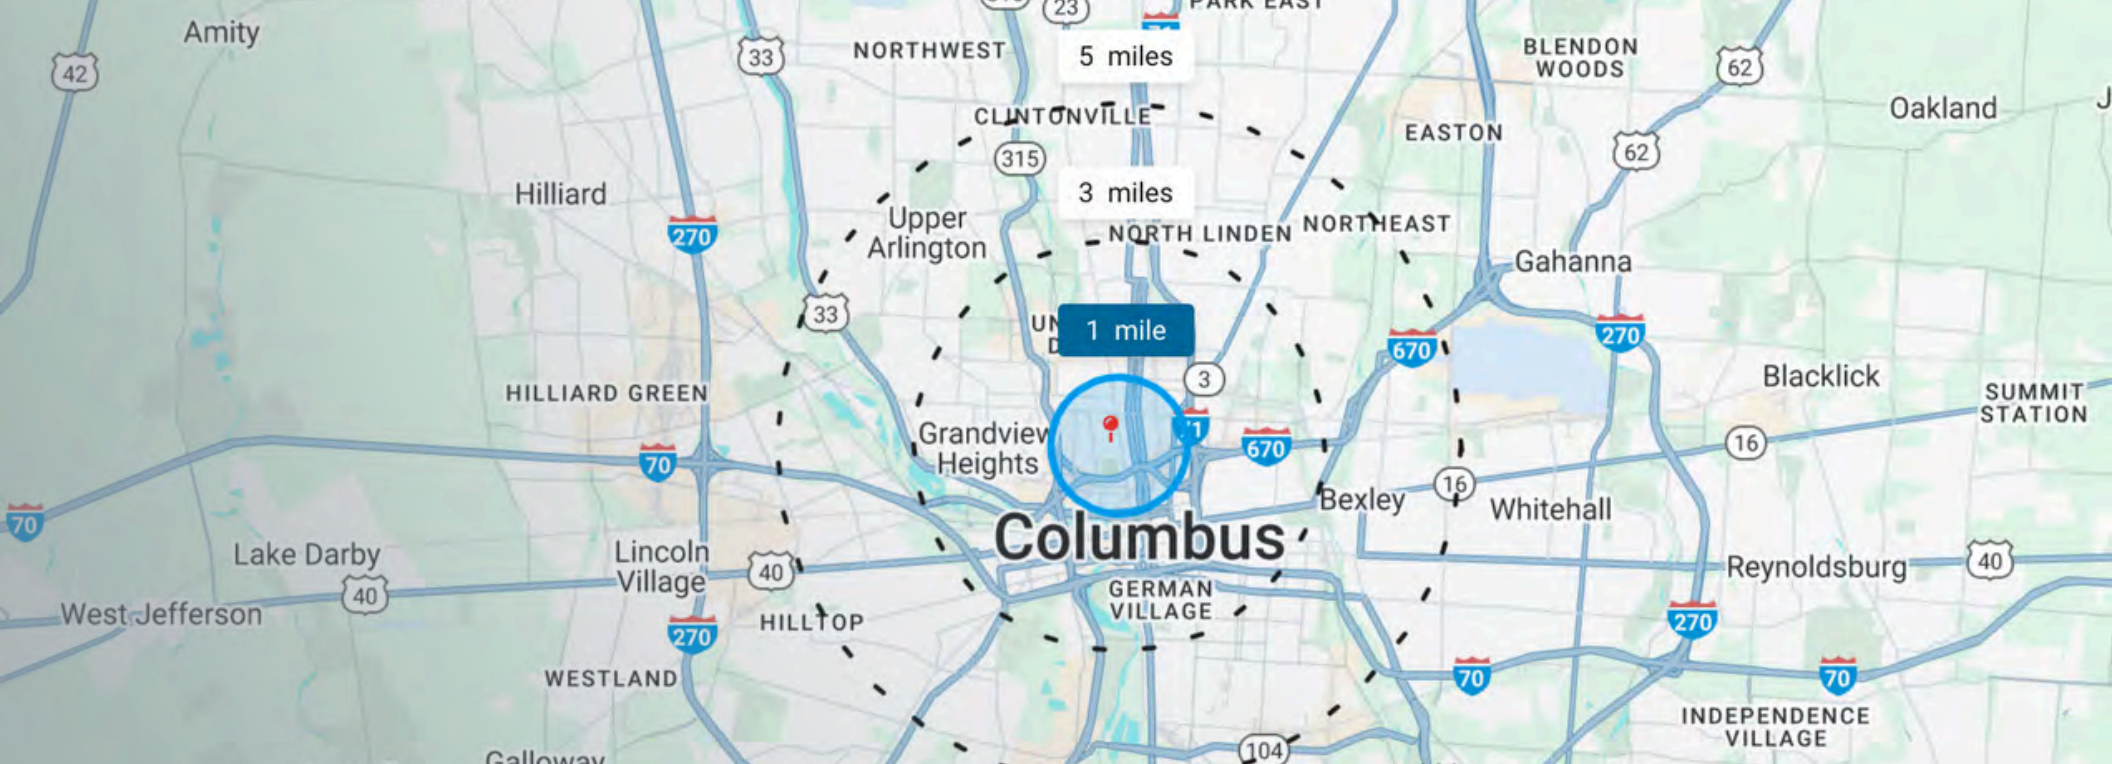 Amity
42
33
NORTHWEST
23
PARK EAST
5 miles
BLENDON
WOODS
62
Oakland
CLINTONVILLE
EASTON
315
62
Hilliard
3 miles
Upper
Arlington
270
NORTH LINDEN
NORTHEAST
Gahanna
33
1 mile
670
270
3
HILLIARD GREEN
Blacklick
SUMMIT
STATION
Grandview
Heights
71
670
16
70
16
Bexley
Whitehall
70
Columbus
Lake Darby
Lincoln
Village
40
40
Reynoldsburg
40
West Jefferson
GERMAN
VILLAGE
HILLTOP
270
270
WESTLAND
70
70
INDEPENDENCE
VILLAGE
104
Galloway